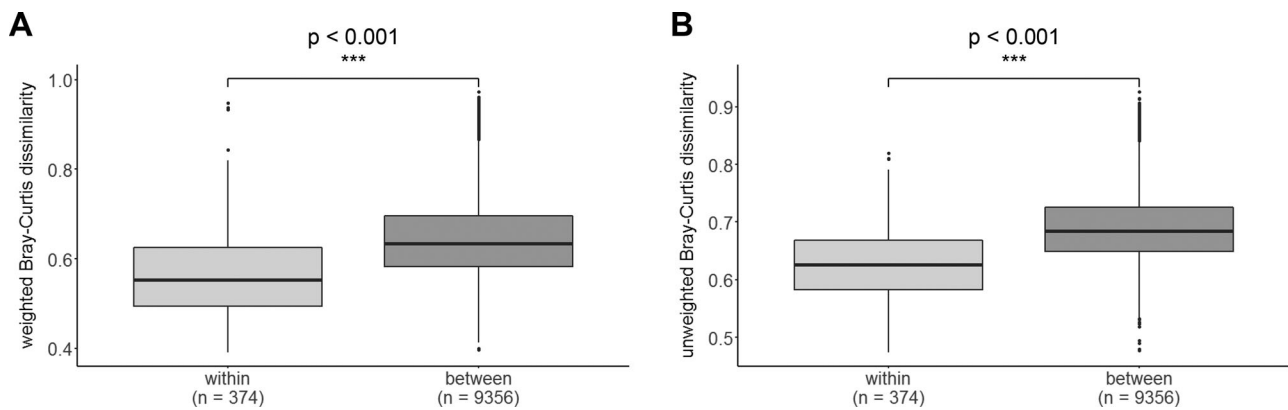 A
p < 0.001
***
weighted Bray-Curtis dissimilarity
1.0
0.8
0.6
0.4
within
(n = 374)
between
(n = 9356)
B
p < 0.001
***
unweighted Bray-Curtis dissimilarity
0.9
0.8
0.7
0.6
0.5
within
(n = 374)
between
(n = 9356)